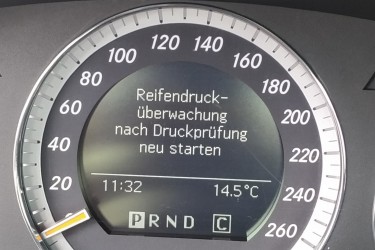 100 120 140 160
80 180
60 200
40 220
20 240
260
Reifendruck-
überwachung
nach Druckprüfung
neu starten
11:32 14.5°C
P R N D C